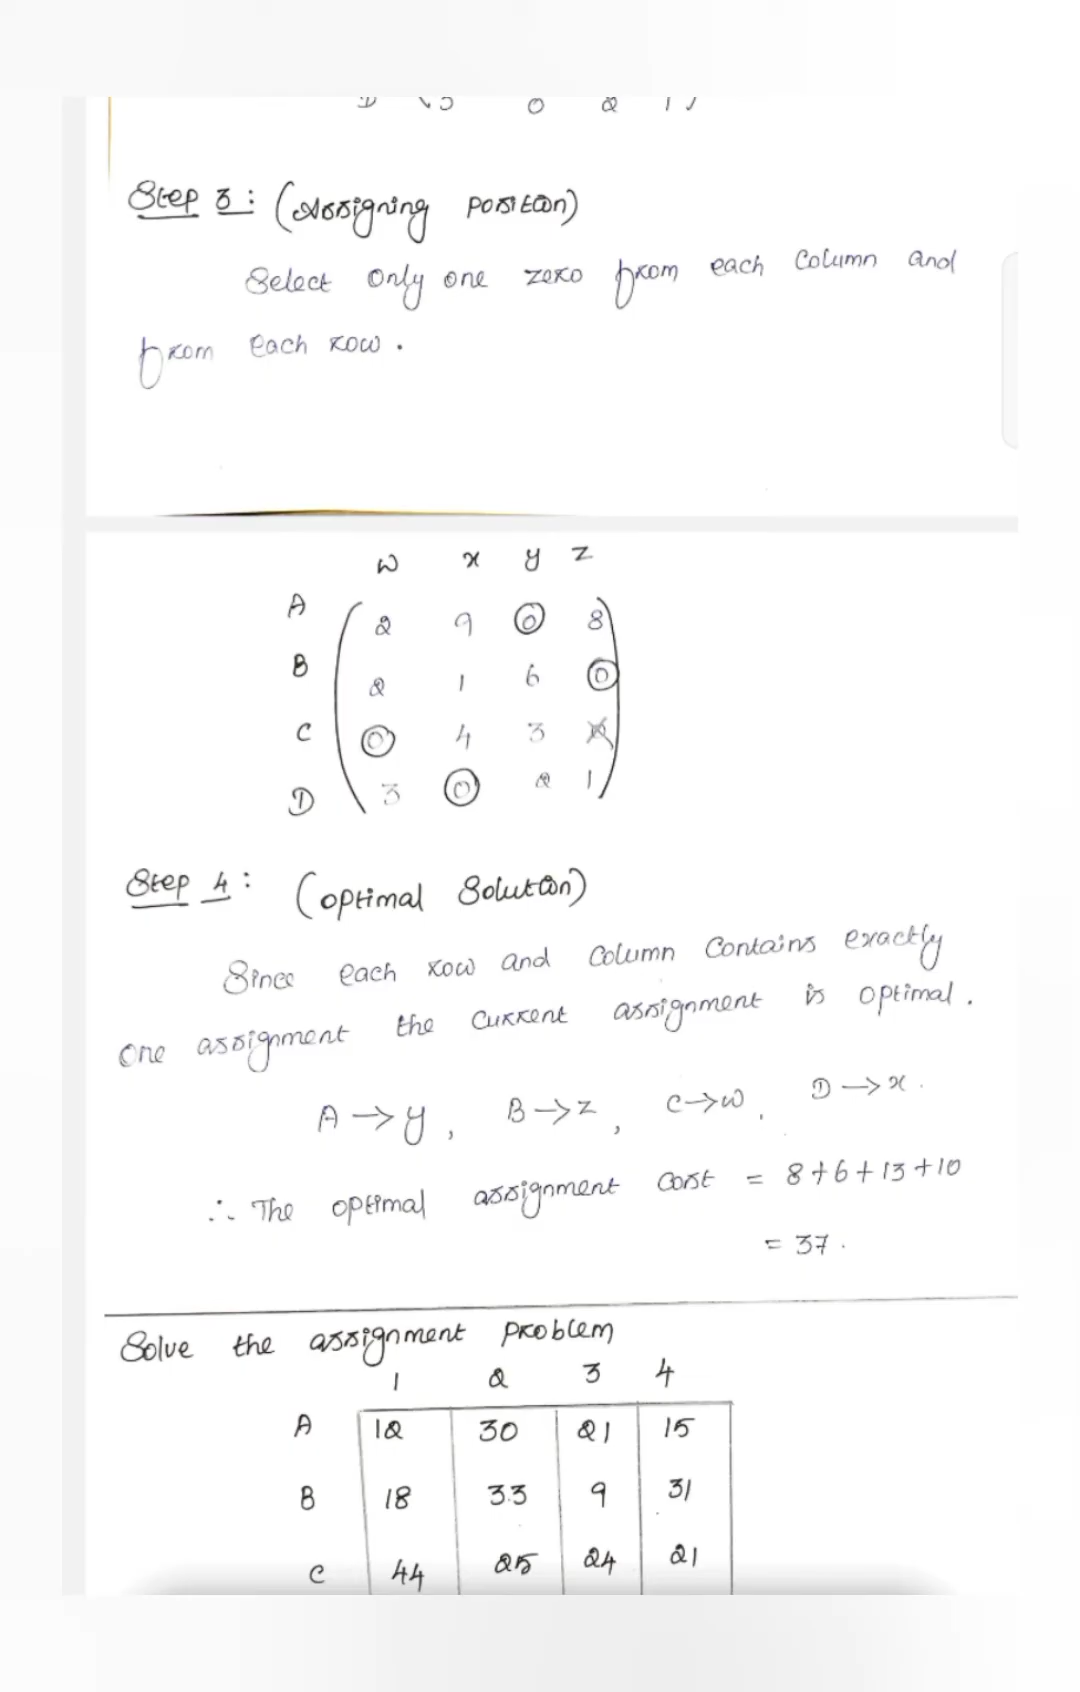 Step 3: (Assigning position)
Select only one zero from each column and
from each row.
w x y z
A 2 9 0 8
B 2 1 6 0
C 0 4 3 0
D 3 0 2 1
Step 4: (optimal solution)
Since each row and column contains exactly
one assignment the current assignment is optimal.
A → y, B → z, C → w, D → x.
∴ The optimal assignment cost = 8+6+13+10
= 37.
Solve the assignment problem
1 2 3 4
A 12 30 21 15
B 18 33 9 31
C 44 25 24 21